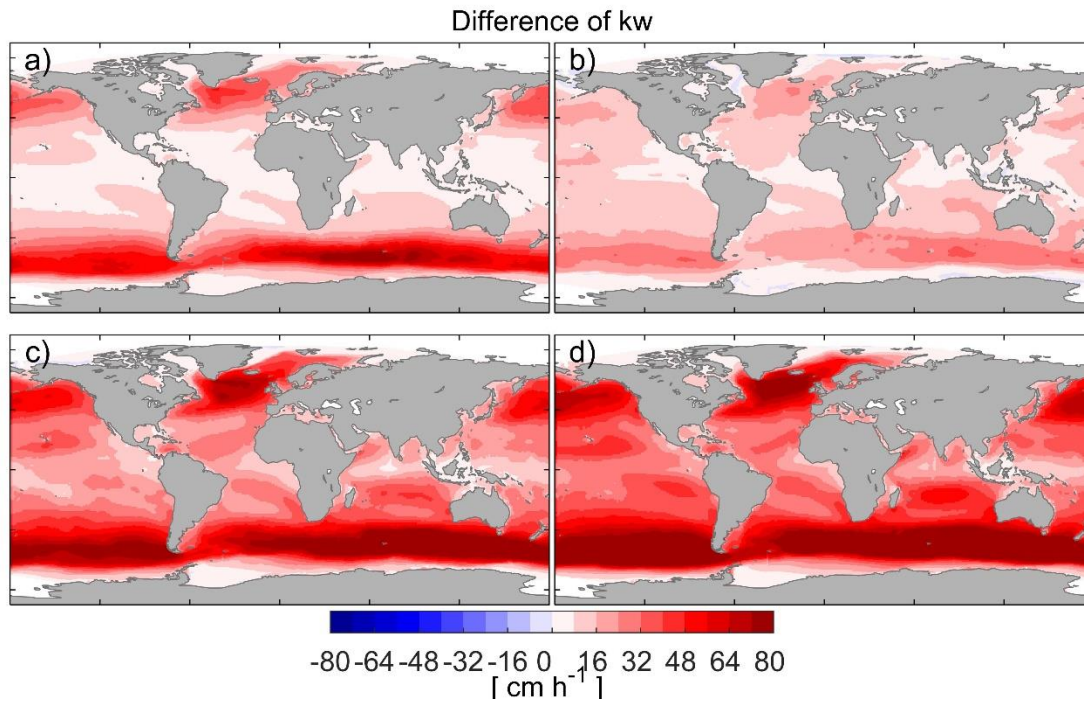 Difference of kw
a) b)
c) d)
-80 -64 -48 -32 -16 0 16 32 48 64 80
[ cm h⁻¹ ]